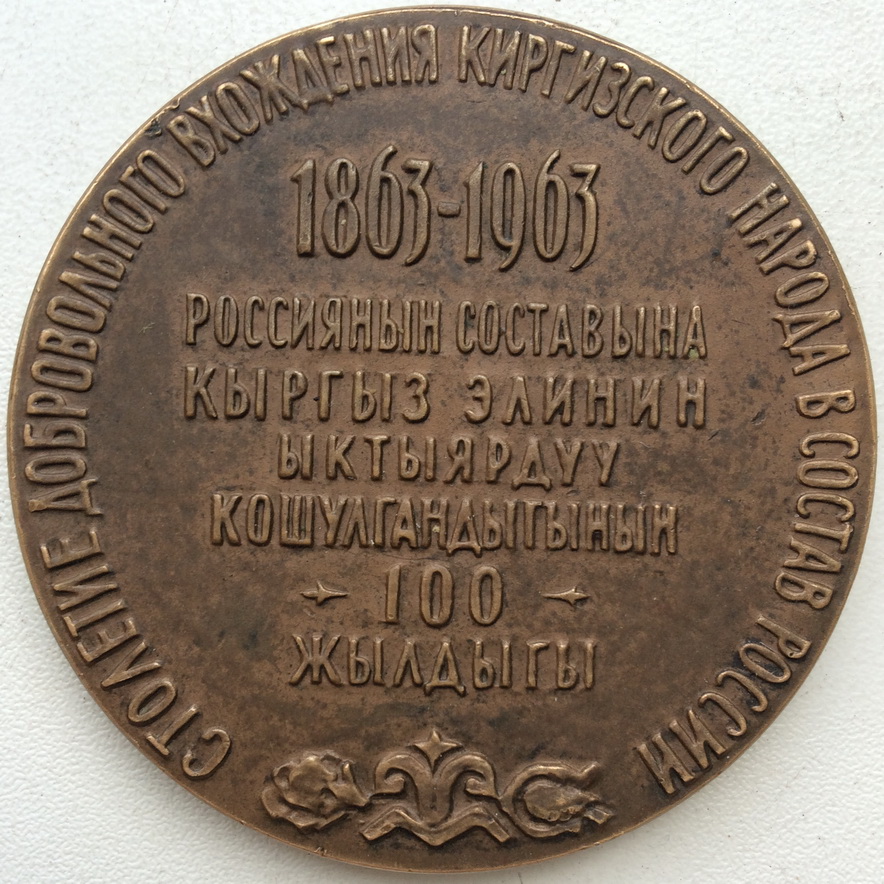 СТОЛЕТИЕ ДОБРОВОЛЬНОГО ВХОЖДЕНИЯ КИРГИЗСКОГО НАРОДА В СОСТАВ РОССИИ
1863-1963
РОССИЯНЫН СОСТАВЫНА
КЫРГЫЗ ЭЛИНИН
ЫКТЫЯРДУУ
КОШУЛГАНДЫГЫНЫН
100
ЖЫЛДЫГЫ